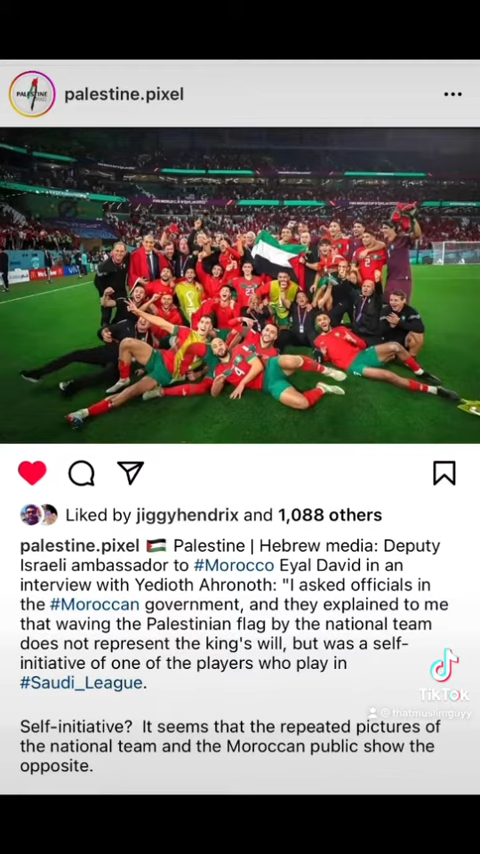 PALESTINE
palestine.pixel
Liked by jiggyhendrix and 1,088 others
palestine.pixel 🇵🇸 Palestine | Hebrew media: Deputy
Israeli ambassador to #Morocco Eyal David in an
interview with Yedioth Ahronoth: "I asked officials in
the #Moroccan government, and they explained to me
that waving the Palestinian flag by the national team
does not represent the king's will, but was a self-
initiative of one of the players who play in
#Saudi_League.
TikTok
@thatmuslimguyy
Self-initiative?  It seems that the repeated pictures of
the national team and the Moroccan public show the
opposite.